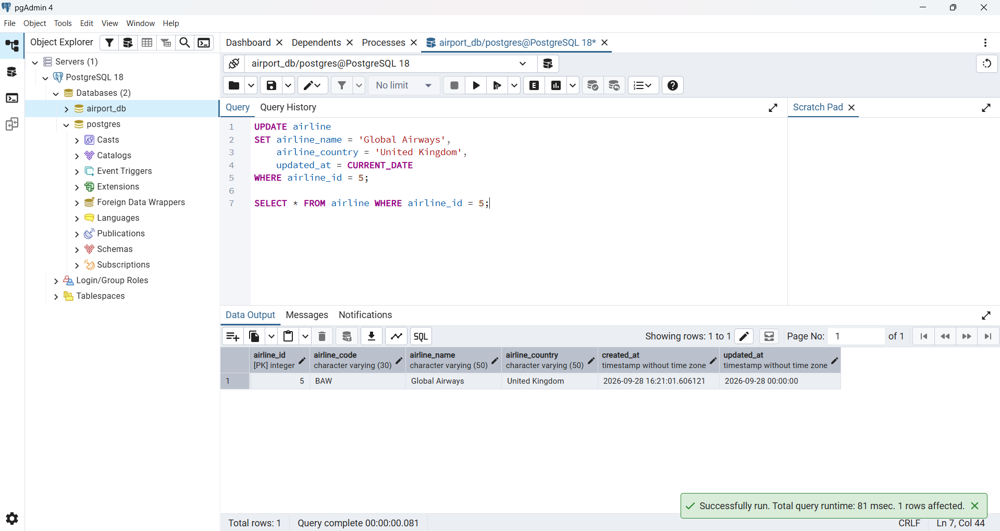 pgAdmin 4
File Object Tools Edit View Window Help
Object Explorer
Dashboard Dependents Processes airport_db/postgres@PostgreSQL 18*
Servers (1)
PostgreSQL 18
Databases (2)
airport_db
postgres
Casts
Catalogs
Event Triggers
Extensions
Foreign Data Wrappers
Languages
Publications
Schemas
Subscriptions
Login/Group Roles
Tablespaces
airport_db/postgres@PostgreSQL 18
No limit
E
Query Query History
Scratch Pad
1 UPDATE airline
2 SET airline_name = 'Global Airways',
3 airline_country = 'United Kingdom',
4 updated_at = CURRENT_DATE
5 WHERE airline_id = 5;
6
7 SELECT * FROM airline WHERE airline_id = 5;
Data Output Messages Notifications
SQL
Showing rows: 1 to 1
Page No: 1 of 1
airline_id airline_code airline_name airline_country created_at updated_at
[PK] integer character varying (30) character varying (50) character varying (50) timestamp without time zone timestamp without time zone
1 5 BAW Global Airways United Kingdom 2026-09-28 16:21:01.606121 2026-09-28 00:00:00
Successfully run. Total query runtime: 81 msec. 1 rows affected.
Total rows: 1 Query complete 00:00:00.081 CRLF Ln 7, Col 44